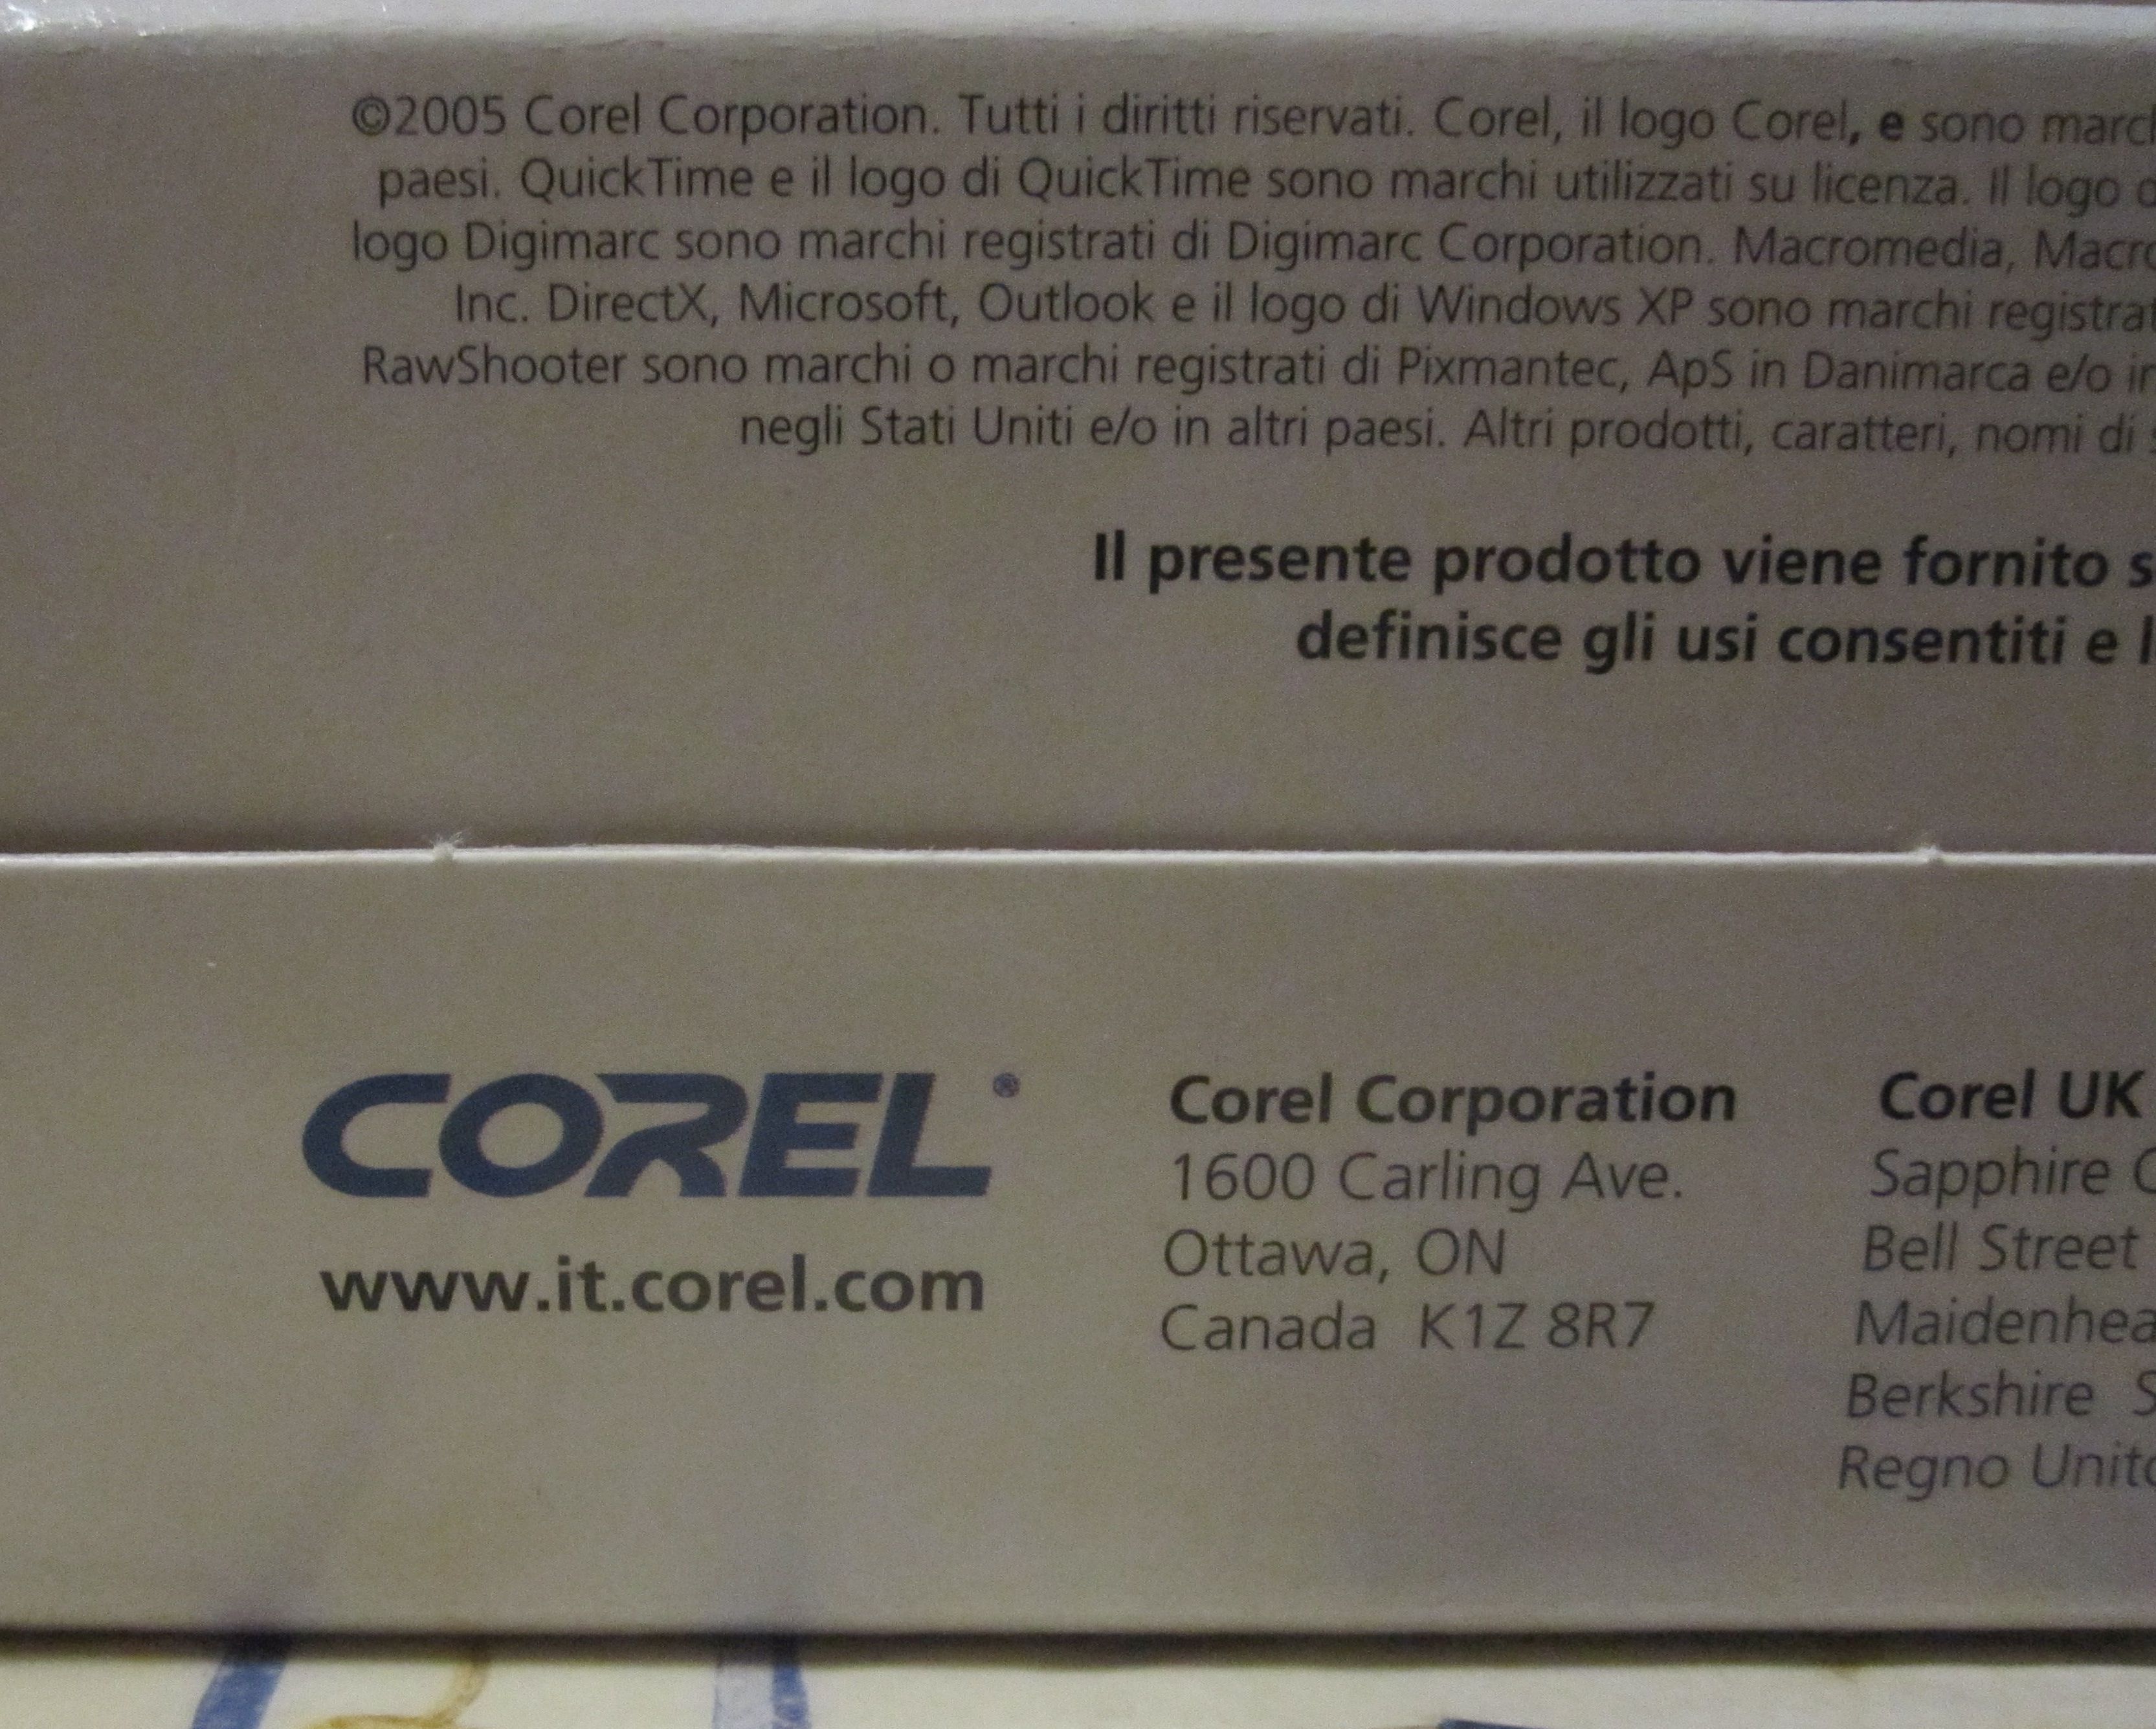 ©2005 Corel Corporation. Tutti i diritti riservati. Corel, il logo Corel, e sono
paesi. QuickTime e il logo di QuickTime sono marchi utilizzati su licenza. Il logo
logo Digimarc sono marchi registrati di Digimarc Corporation. Macromedia,
Inc. DirectX, Microsoft, Outlook e il logo di Windows XP sono marchi
RawShooter sono marchi o marchi registrati di Pixmantec, ApS in Danimarca e/o
negli Stati Uniti e/o in altri paesi. Altri prodotti, caratteri, nomi di
Il presente prodotto viene fornito
definisce gli usi consentiti e
COREL®
www.it.corel.com
Corel Corporation
1600 Carling Ave.
Ottawa, ON
Canada K1Z 8R7
Corel UK
Sapphire
Bell Street
Berkshire
Regno